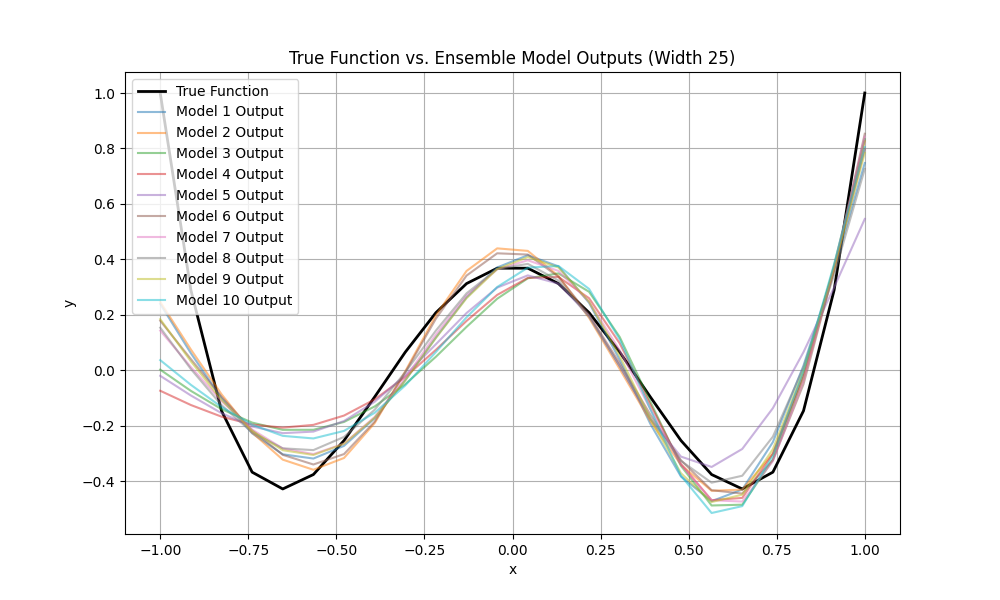 True Function vs. Ensemble Model Outputs (Width 25)
True Function
Model 1 Output
Model 2 Output
Model 3 Output
Model 4 Output
Model 5 Output
Model 6 Output
Model 7 Output
Model 8 Output
Model 9 Output
Model 10 Output
y
1.0
0.8
0.6
0.4
0.2
0.0
−0.2
−0.4
−1.00 −0.75 −0.50 −0.25 0.00 0.25 0.50 0.75 1.00
x